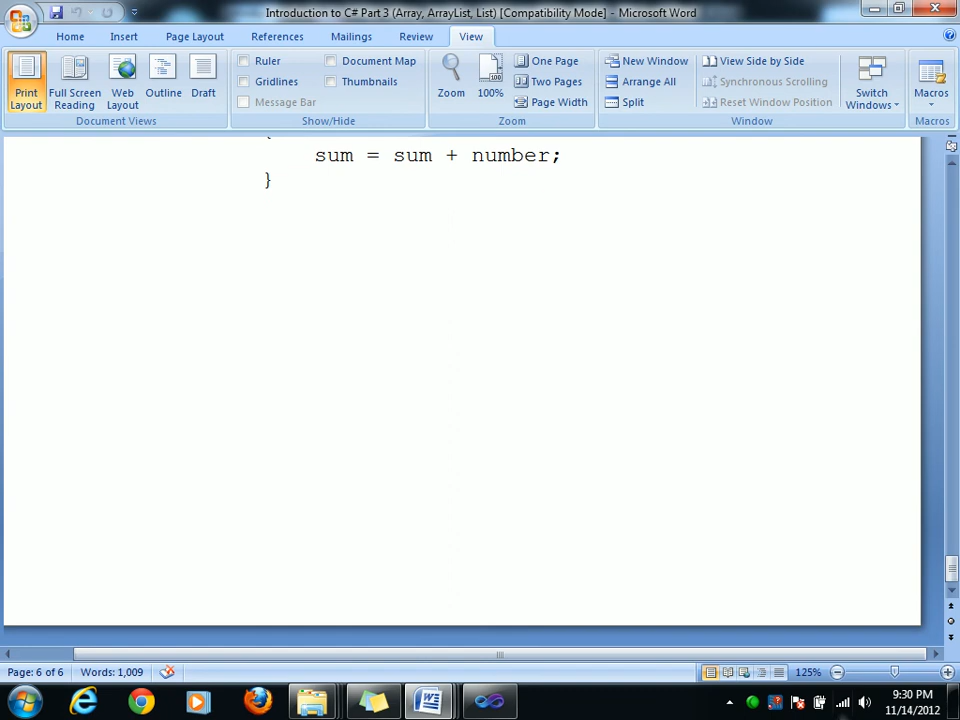 Introduction to C# Part 3 (Array, ArrayList, List) [Compatibility Mode] - Microsoft Word
Home Insert Page Layout References Mailings Review View
Print Layout
Full Screen Reading
Web Layout
Outline
Draft
Document Views
Ruler
Gridlines
Message Bar
Document Map
Thumbnails
Show/Hide
Zoom
100%
One Page
Two Pages
Page Width
Zoom
New Window
Arrange All
Split
View Side by Side
Synchronous Scrolling
Reset Window Position
Window
Switch Windows
Macros
Macros
sum = sum + number;
}
Page: 6 of 6 Words: 1,009 125%
9:30 PM
11/14/2012